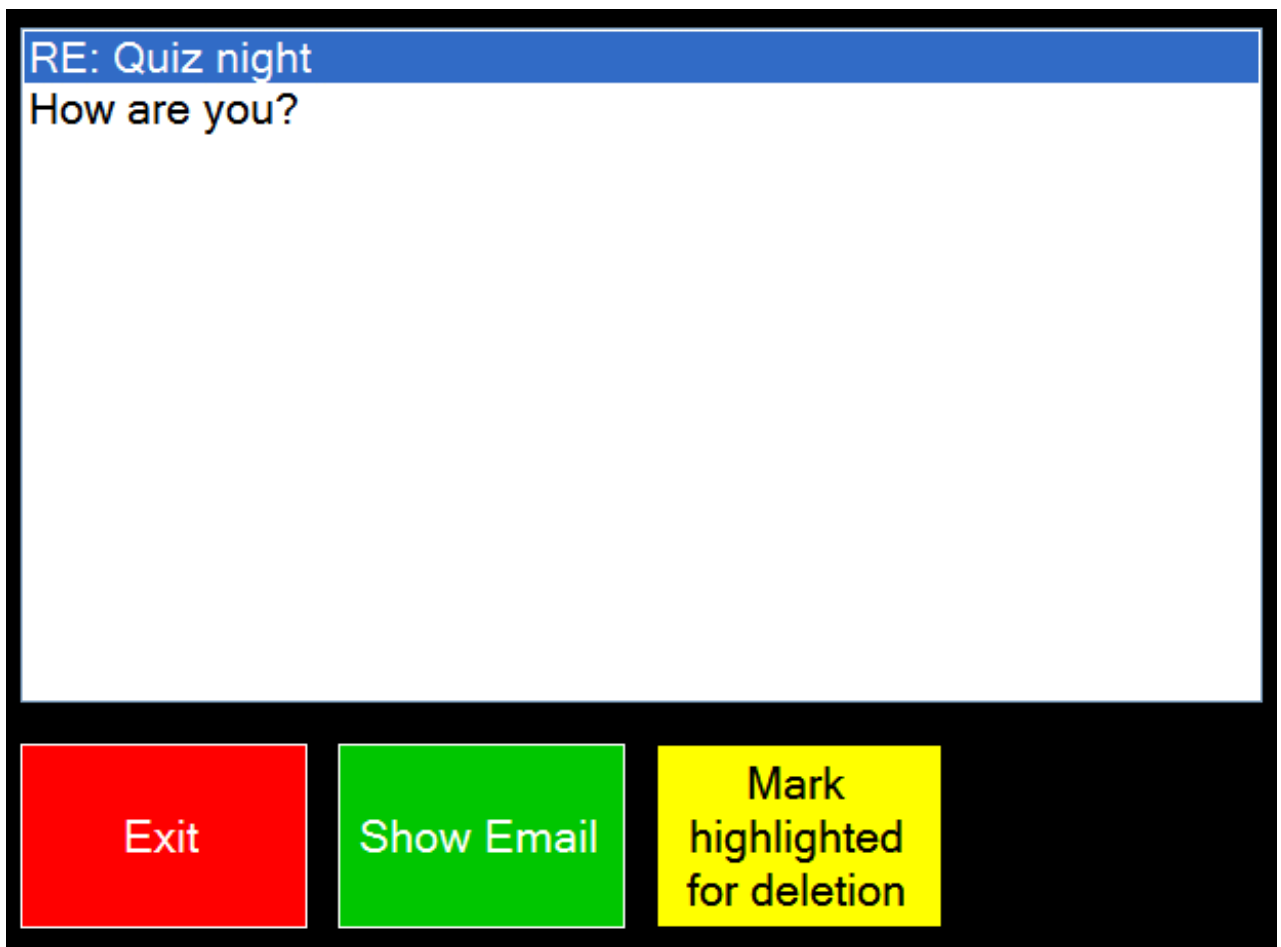 RE: Quiz night
How are you?
Exit
Show Email
Mark
highlighted
for deletion